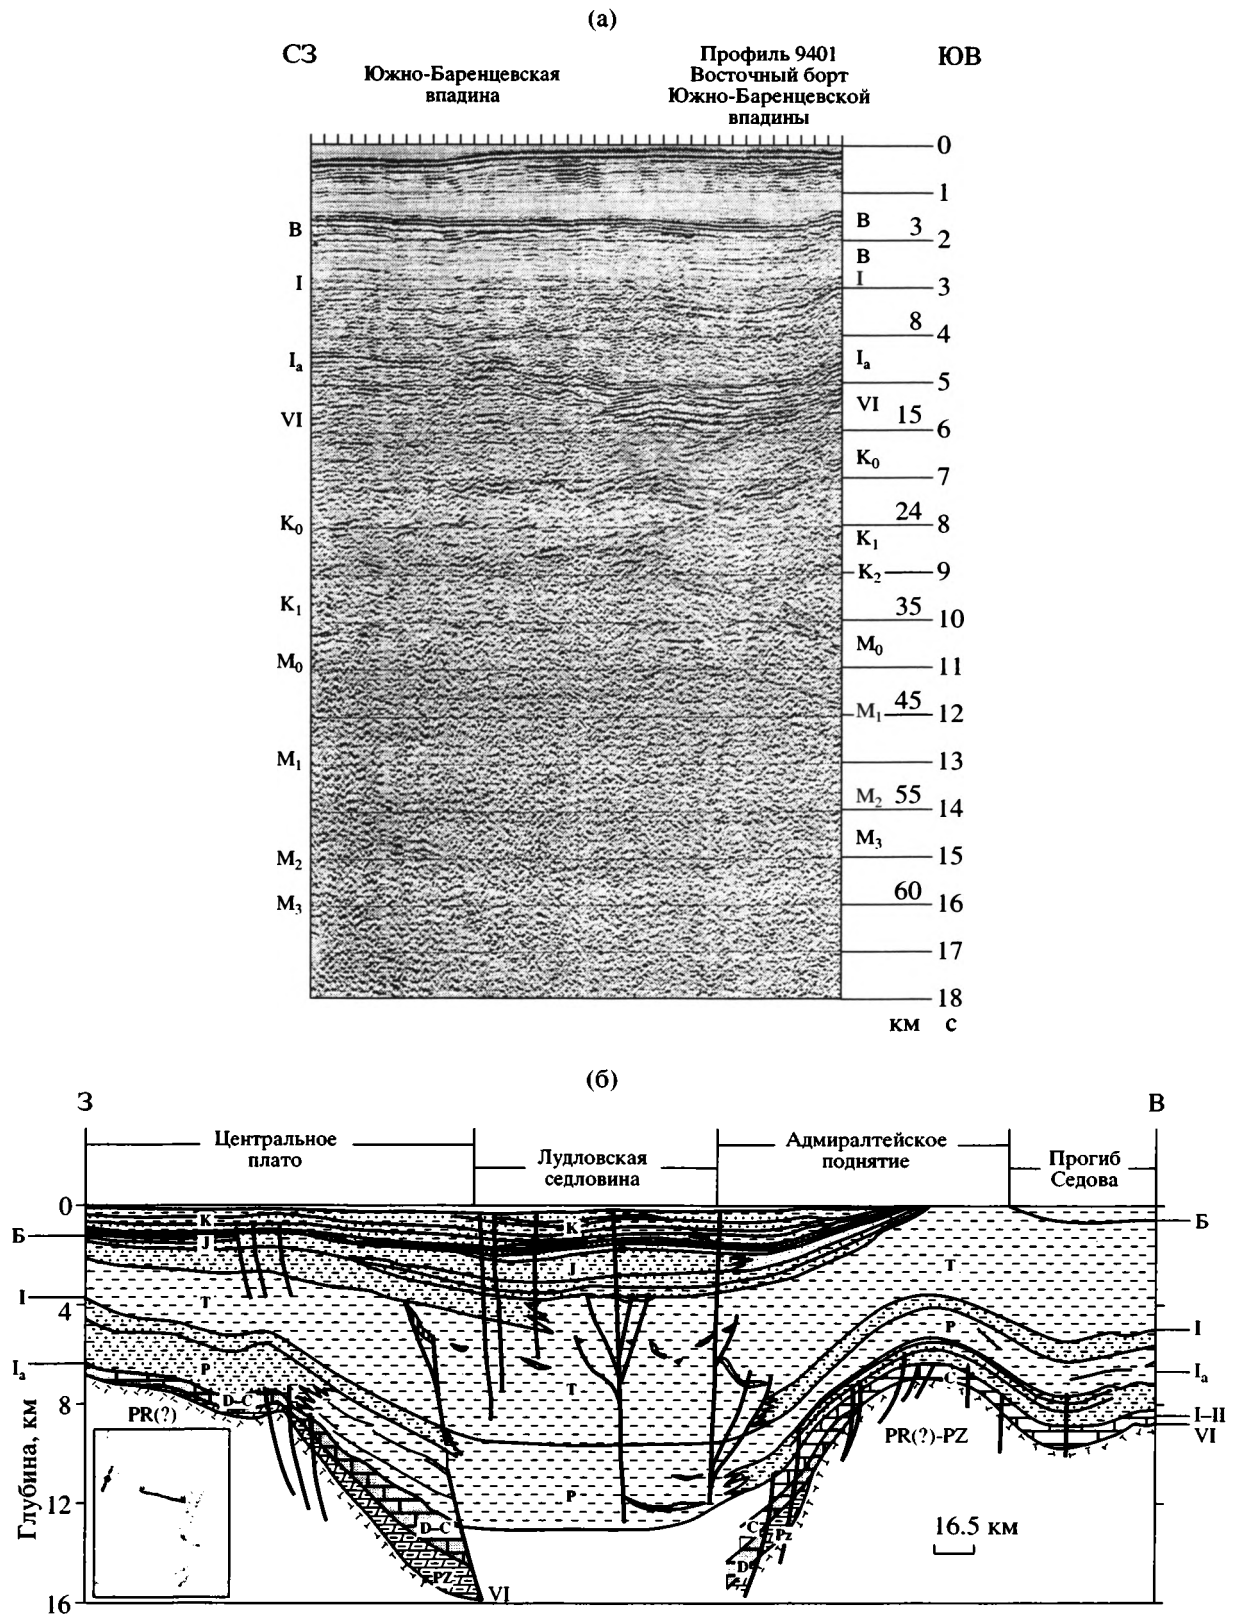 (а)
СЗ
Южно-Баренцевская
впадина
Профиль 9401
Восточный борт
Южно-Баренцевской
впадины
ЮВ
0
1
B
B
3
2
B
I
I
3
8
4
Iа
Iа
5
VI
VI
15
6
K0
7
24
8
K0
K1
K2
9
K1
35
10
M0
M0
11
45
M1
12
M1
13
M2
55
14
M3
M2
15
M3
60
16
17
18
км с
(б)
З
В
Центральное
плато
Лудловская
седловина
Адмиралтейское
поднятие
Прогиб
Седова
0
Б
I
4
Iа
8
12
16
Глубина, км
K
J
T
P
D–C
PR(?)
D–C
PZ
VI
K
J
T
P
C
D
Pz
T
P
C
PR(?)-PZ
16.5 км
Б
I
Iа
I–II
VI